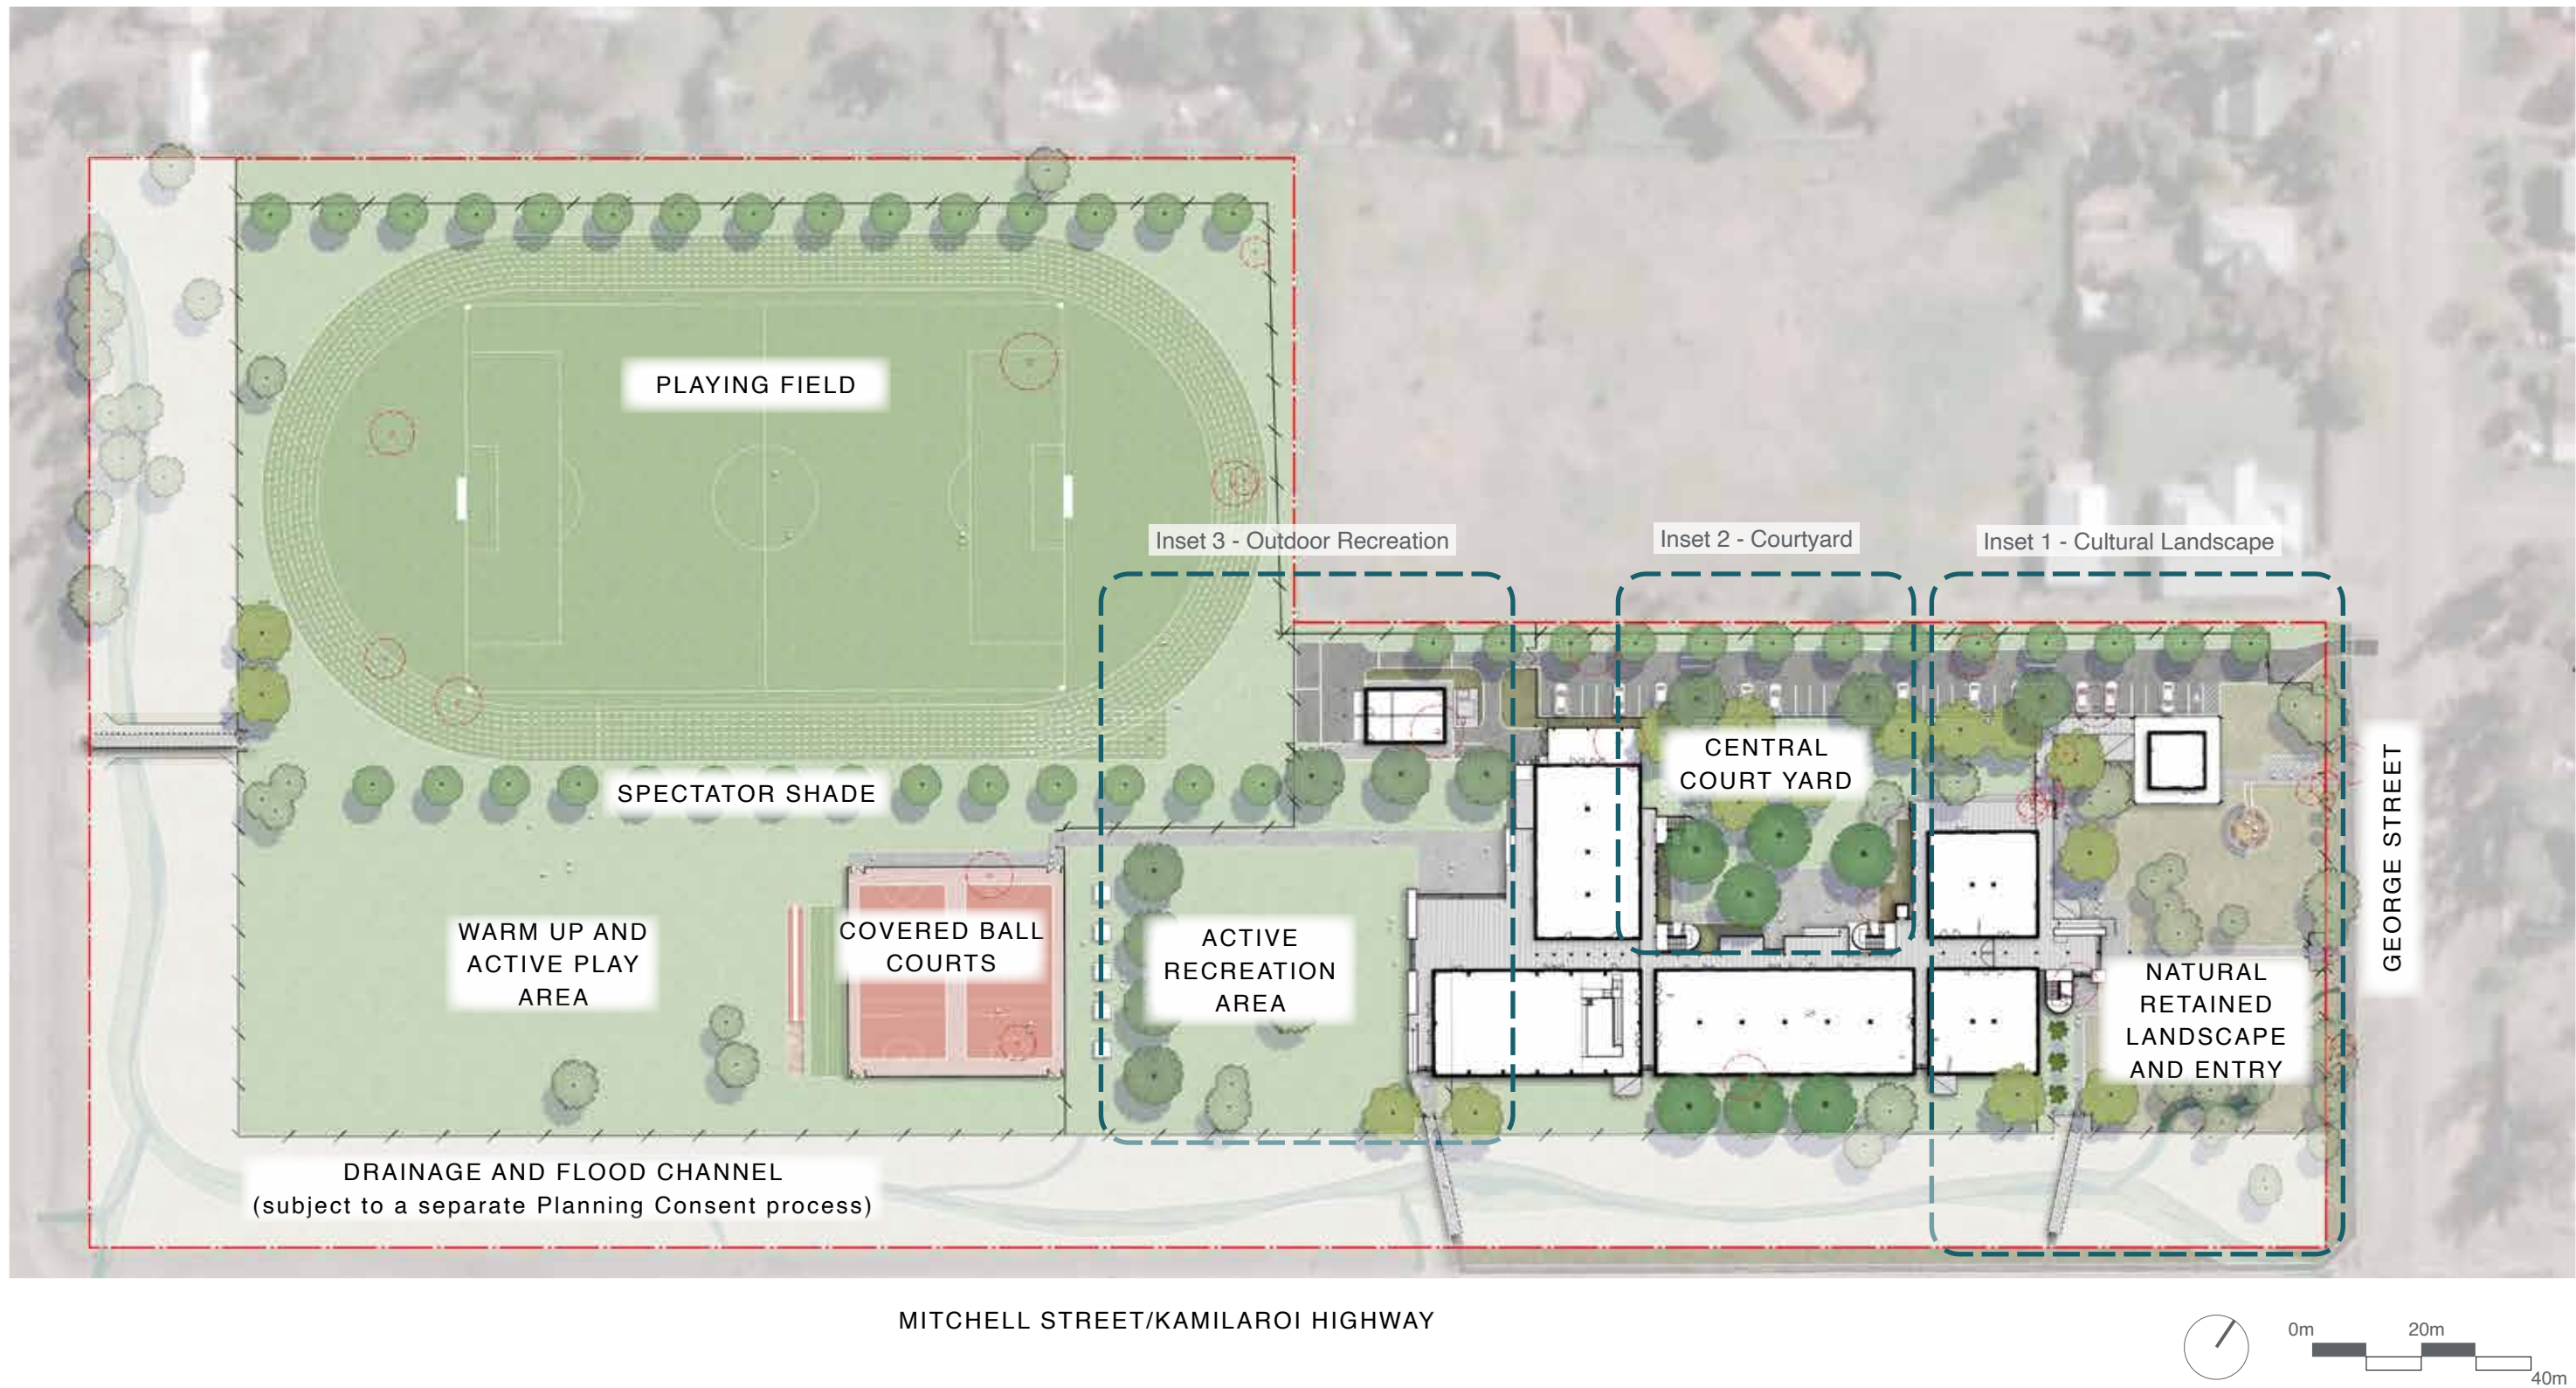 PLAYING FIELD
Inset 3 - Outdoor Recreation
Inset 2 - Courtyard
Inset 1 - Cultural Landscape
CENTRAL
COURT YARD
SPECTATOR SHADE
GEORGE STREET
WARM UP AND
ACTIVE PLAY
AREA
COVERED BALL
COURTS
ACTIVE
RECREATION
AREA
NATURAL
RETAINED
LANDSCAPE
AND ENTRY
DRAINAGE AND FLOOD CHANNEL
(subject to a separate Planning Consent process)
MITCHELL STREET/KAMILAROI HIGHWAY
0m
20m
40m